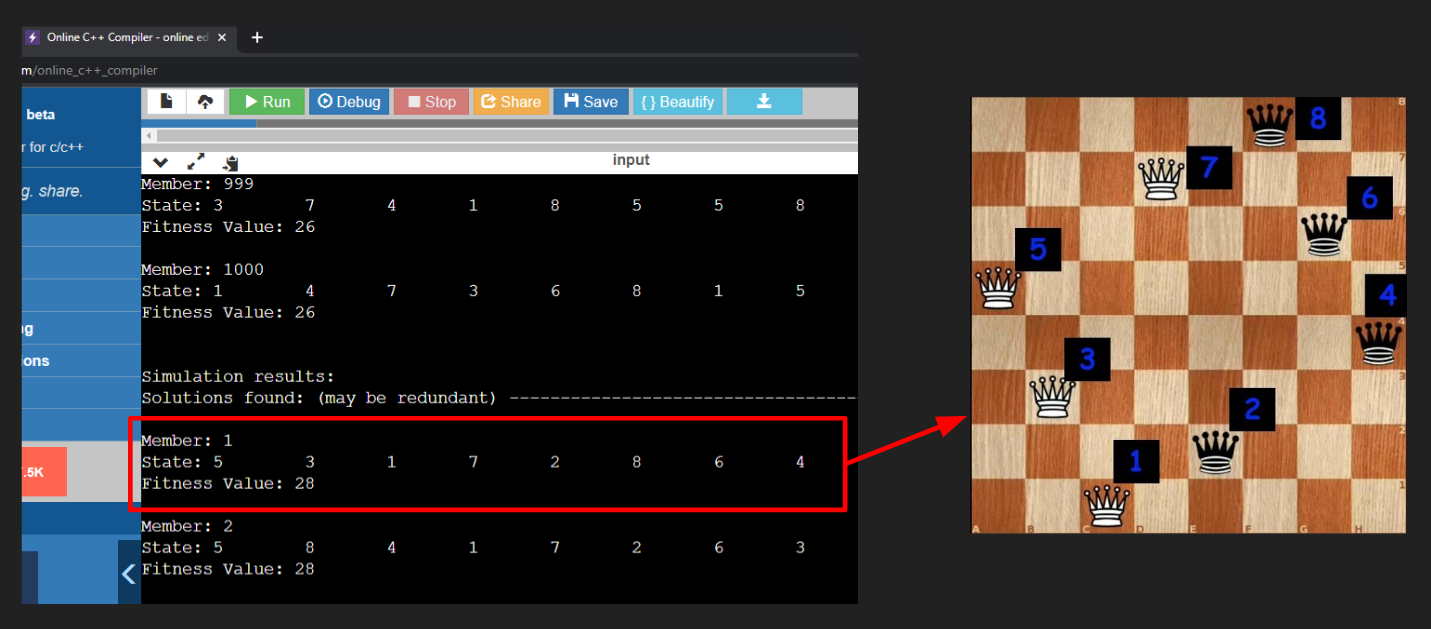 Online C++ Compiler - online ed
m/online_c++_compiler
beta
r for c/c++
g. share.
ng
ons
.5K
Run Debug Stop Share Save { } Beautify
input
Member: 999
State: 3 7 4 1 8 5 5 8
Fitness Value: 26
Member: 1000
State: 1 4 7 3 6 8 1 5
Fitness Value: 26
Simulation results:
Solutions found: (may be redundant) -----------------------------------
Member: 1
State: 5 3 1 7 2 8 6 4
Fitness Value: 28
Member: 2
State: 5 8 4 1 7 2 6 3
Fitness Value: 28
8 8
7 7
6
6
5
5
4
4
3
3
2
2
1
1
A B C D E F G H